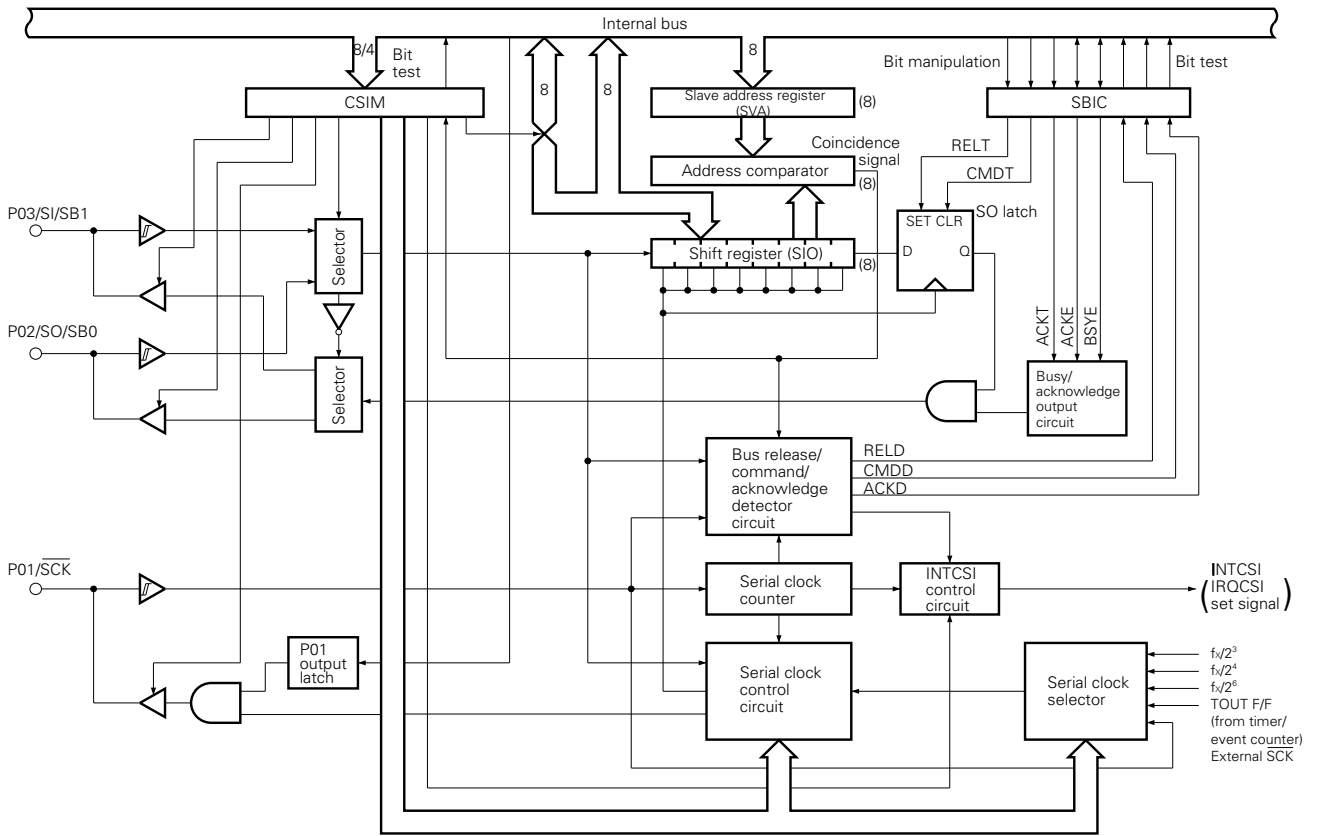 Internal bus
8/4
Bit
test
8
8
8
Bit manipulation
Bit test
CSIM
Slave address register
(SVA)
(8)
SBIC
Coincidence
signal
Address comparator
(8)
RELT
CMDT
P03/SI/SB1
Selector
SET CLR
SO latch
D
Q
Shift register (SIO)
(8)
P02/SO/SB0
Selector
ACKT
ACKE
BSYE
Busy/
acknowledge
output
circuit
Bus release/
command/
acknowledge
detector
circuit
RELD
CMDD
ACKD
P01/S̅C̅K̅
Serial clock
counter
INTCSI
control
circuit
INTCSI
IRQCSI
set signal
P01
output
latch
Serial clock
control
circuit
Serial clock
selector
fx/2³
fx/2⁴
fx/2⁶
TOUT F/F
(from timer/
event counter)
External S̅C̅K̅